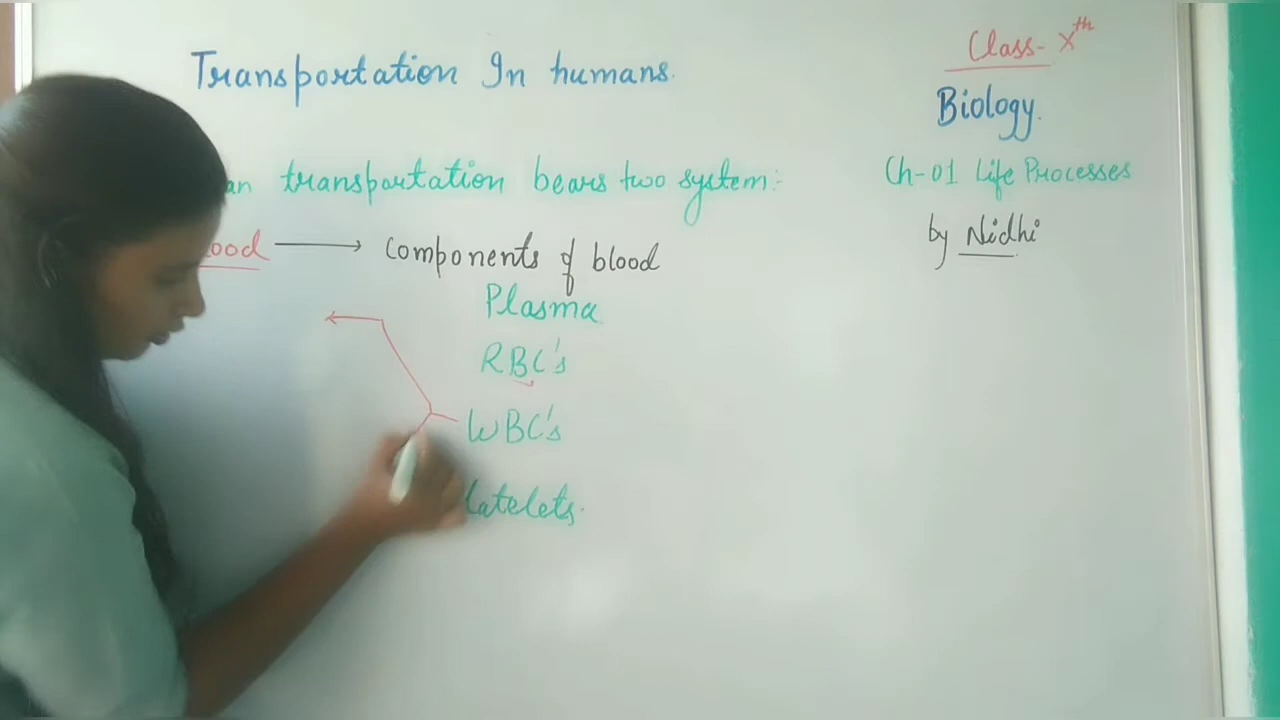 Transportation In humans.
Class- Xth
Biology.
an transportation bears two system:-
Ch-01 Life Processes
by Nidhi
ood → components of blood
Plasma
RBC's
WBC's
latelets.